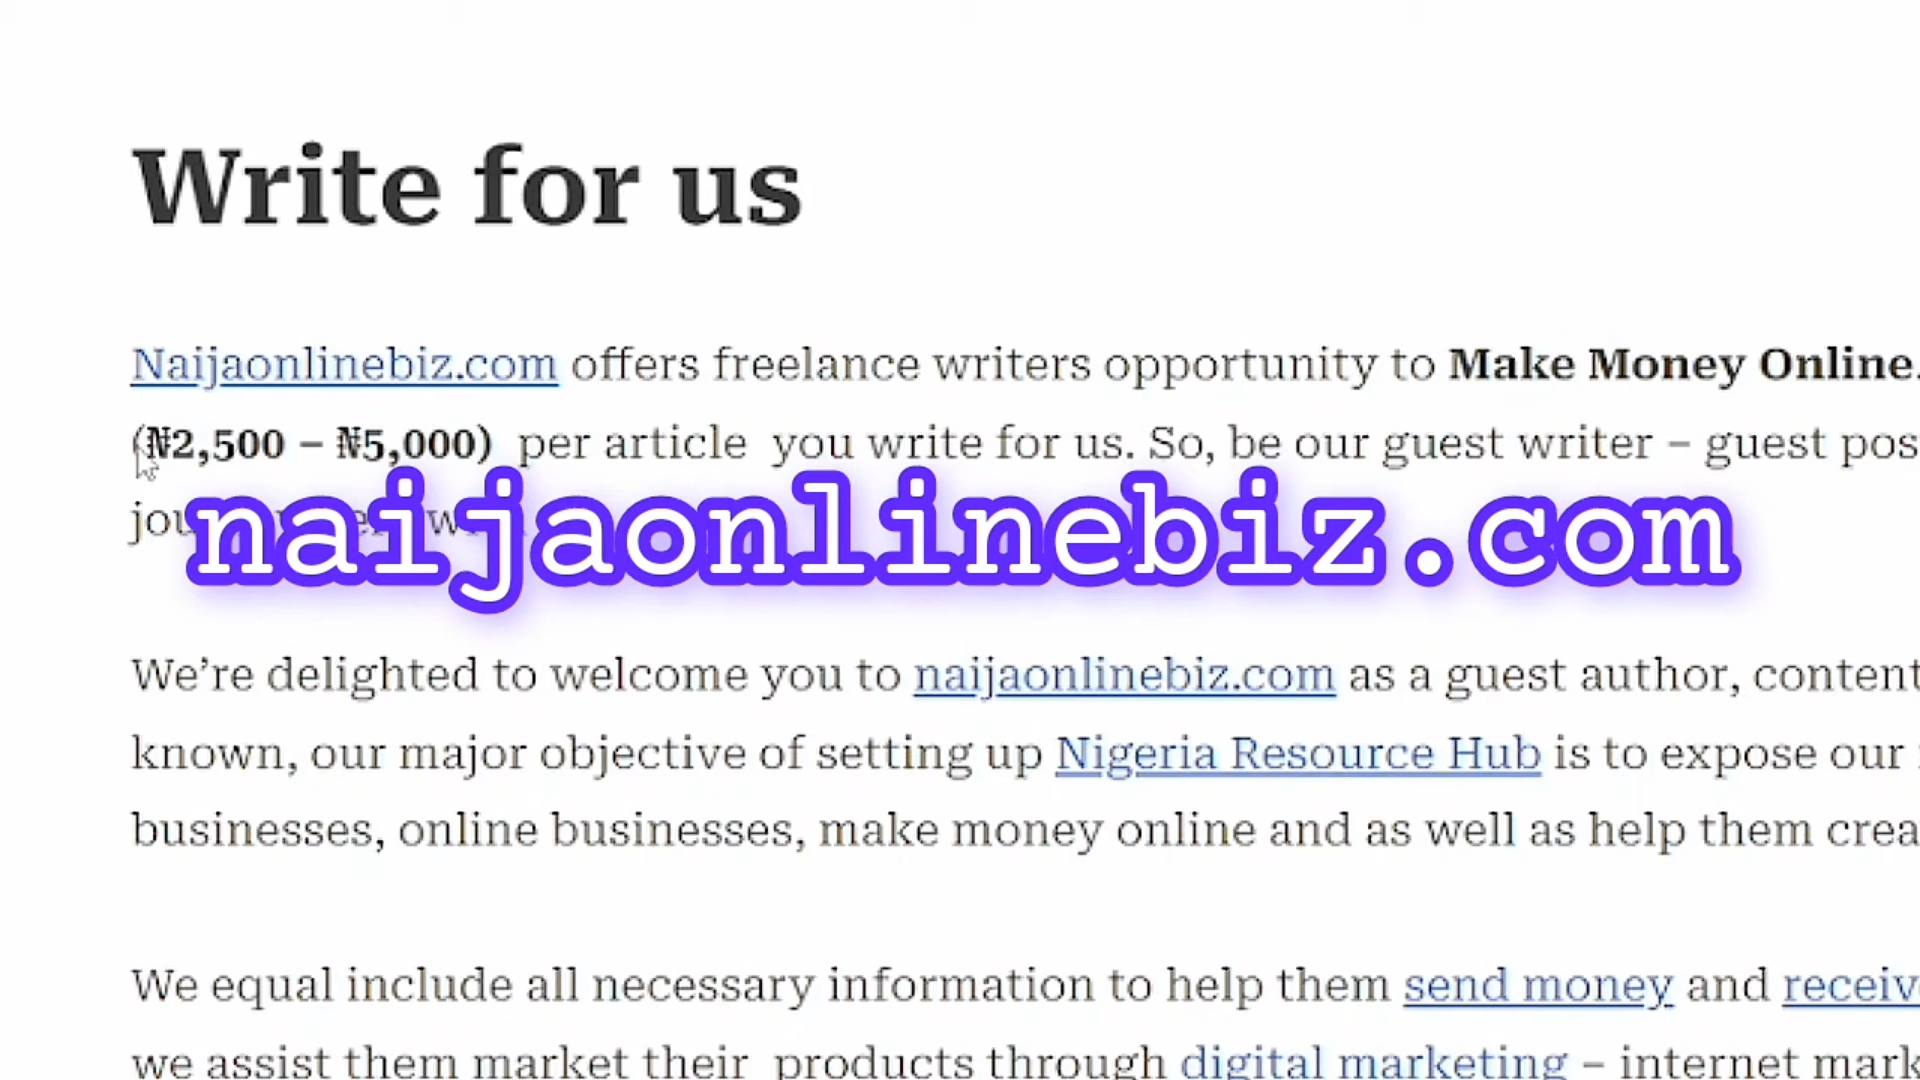 Write for us
Naijaonlinebiz.com offers freelance writers opportunity to Make Money Online.
(₦2,500 – ₦5,000) per article you write for us. So, be our guest writer – guest pos
naijaonlinebiz.com
We’re delighted to welcome you to naijaonlinebiz.com as a guest author, content
known, our major objective of setting up Nigeria Resource Hub is to expose our
businesses, online businesses, make money online and as well as help them crea
We equal include all necessary information to help them send money and receiv
we assist them market their products through digital marketing – internet mark